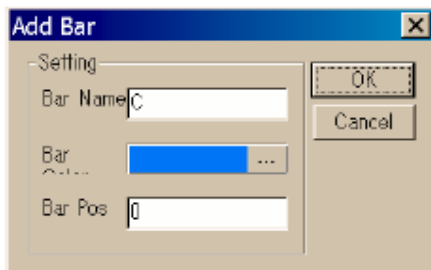 Add Bar
Setting
OK
Bar Name C
Cancel
Bar
...
Bar Pos 0